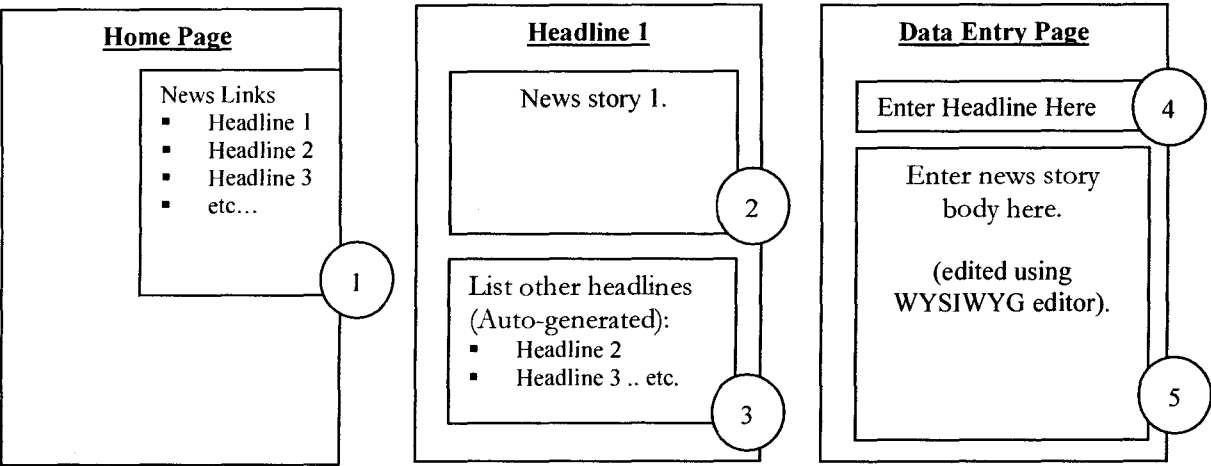 Home Page
News Links
▪ Headline 1
▪ Headline 2
▪ Headline 3
▪ etc...
1
Headline 1
News story 1.
2
List other headlines
(Auto-generated):
▪ Headline 2
▪ Headline 3 .. etc.
3
Data Entry Page
Enter Headline Here
4
Enter news story
body here.
(edited using
WYSIWYG editor).
5